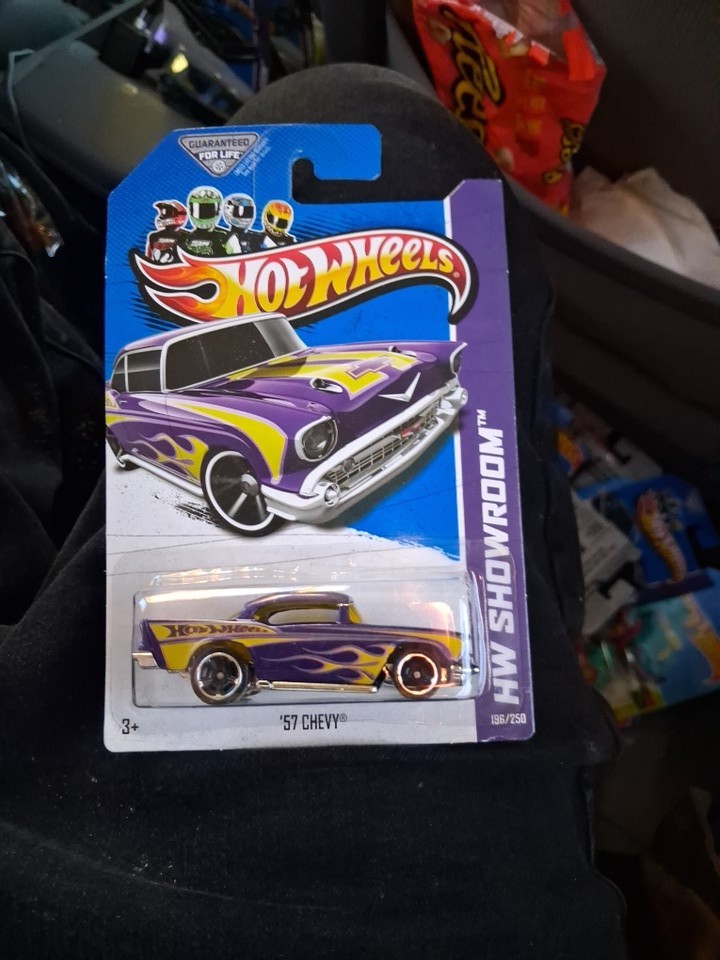 GUARANTEED
FOR LIFE
HOT WHEELS®
HW SHOWROOM™
HOT WHEELS
3+
'57 CHEVY®
196/250